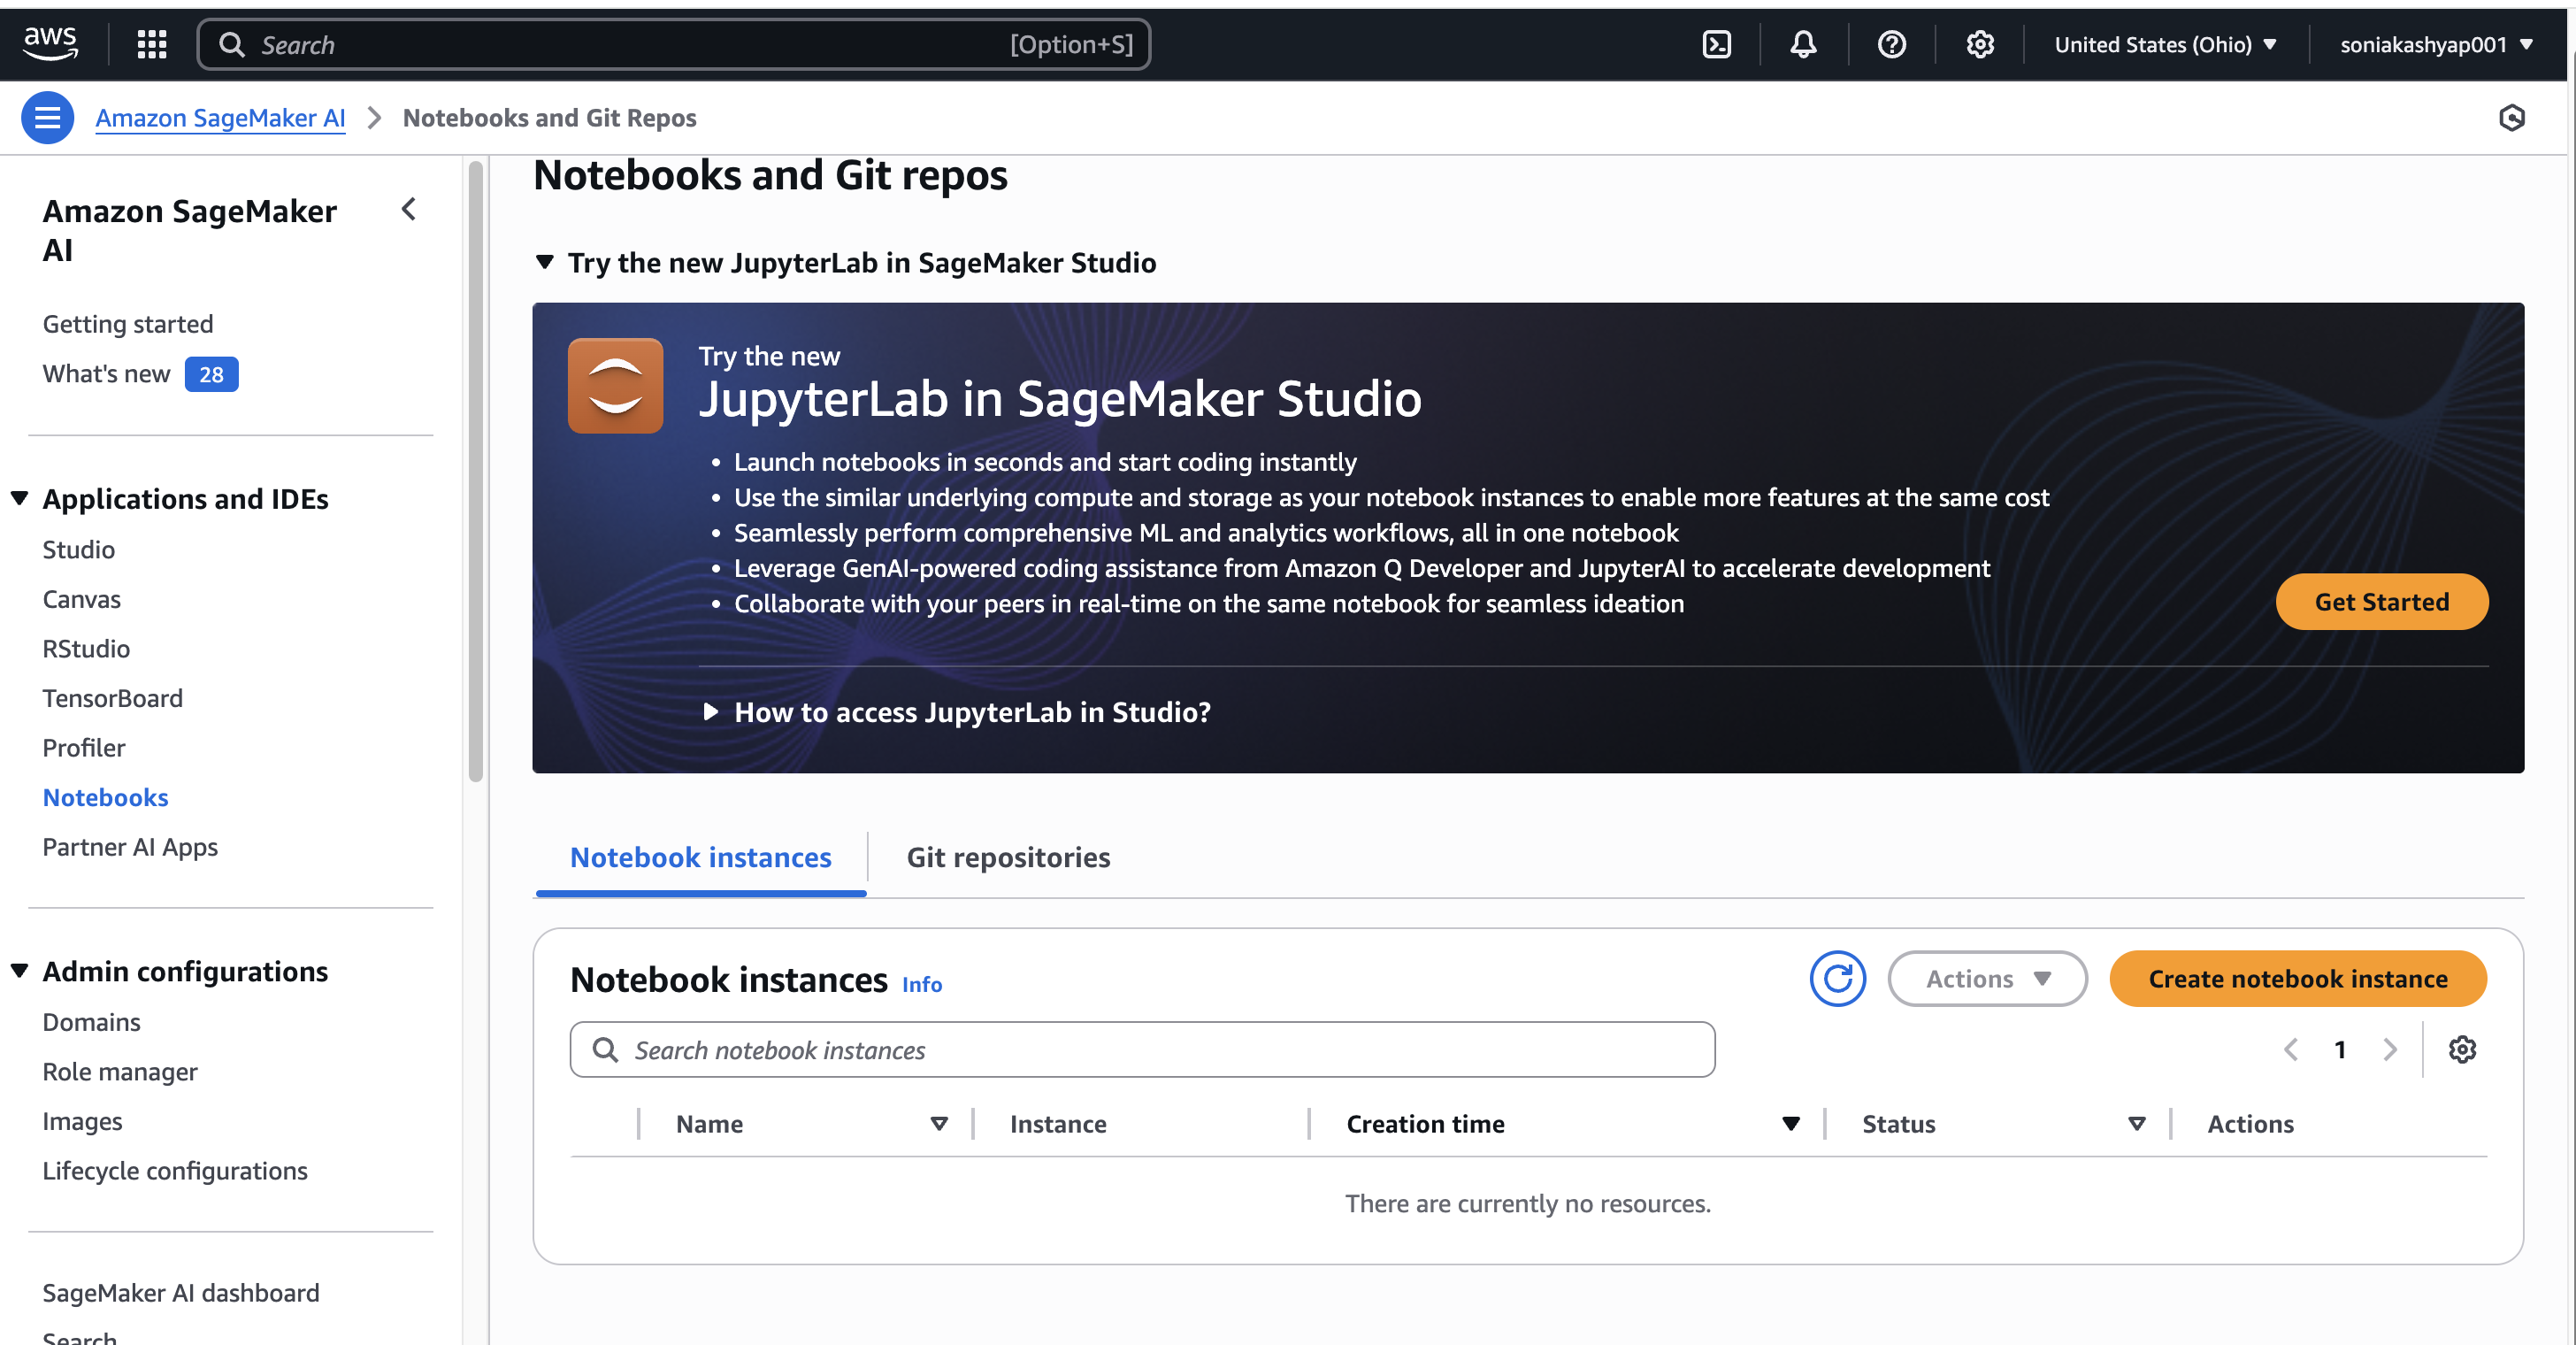 aws
Search
[Option+S]
United States (Ohio)
soniakashyap001
Amazon SageMaker AI
Notebooks and Git Repos
Amazon SageMaker
AI
Getting started
What's new 28
Applications and IDEs
Studio
Canvas
RStudio
TensorBoard
Profiler
Notebooks
Partner AI Apps
Admin configurations
Domains
Role manager
Images
Lifecycle configurations
SageMaker AI dashboard
Search
Notebooks and Git repos
Try the new JupyterLab in SageMaker Studio
Try the new
JupyterLab in SageMaker Studio
• Launch notebooks in seconds and start coding instantly
• Use the similar underlying compute and storage as your notebook instances to enable more features at the same cost
• Seamlessly perform comprehensive ML and analytics workflows, all in one notebook
• Leverage GenAI-powered coding assistance from Amazon Q Developer and JupyterAI to accelerate development
• Collaborate with your peers in real-time on the same notebook for seamless ideation
Get Started
How to access JupyterLab in Studio?
Notebook instances
Git repositories
Notebook instances Info
Actions
Create notebook instance
Search notebook instances
1
Name
Instance
Creation time
Status
Actions
There are currently no resources.